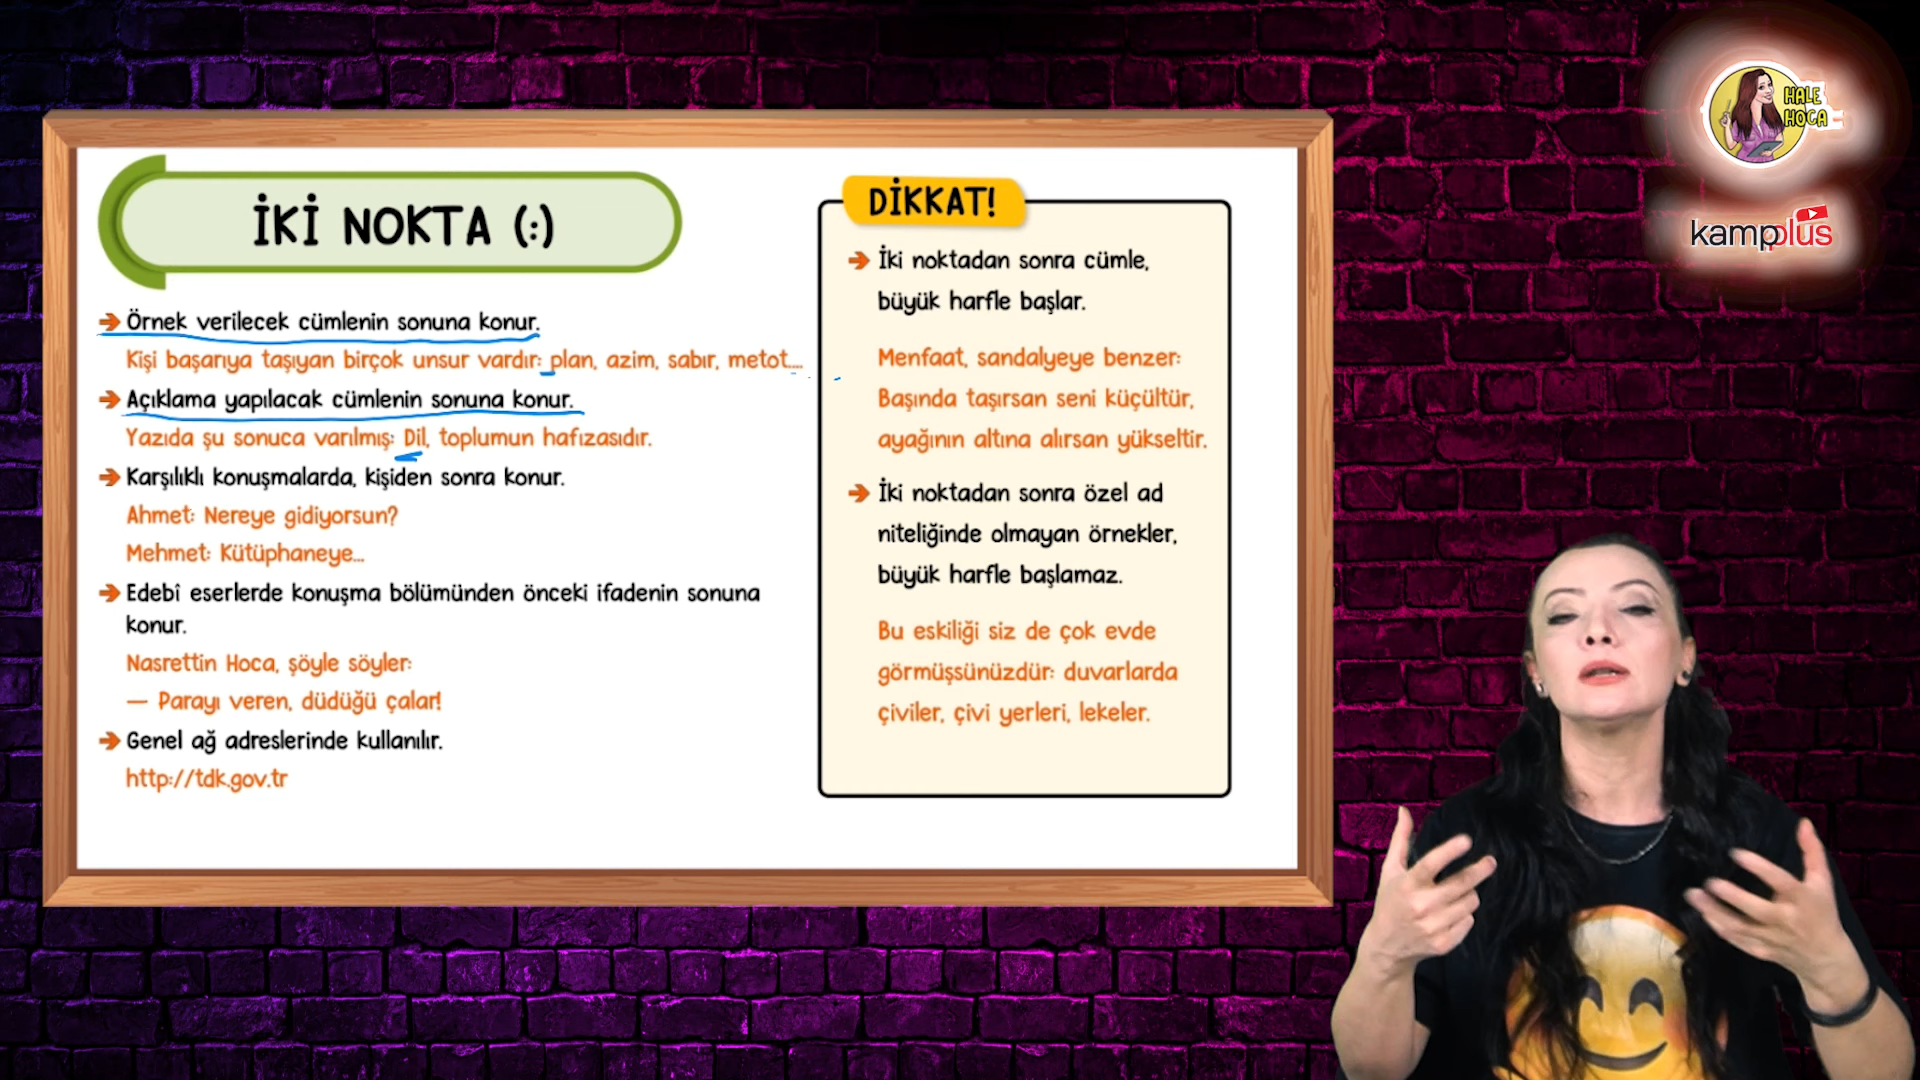 İKİ NOKTA (:)
Örnek verilecek cümlenin sonuna konur.
Kişi başarıya taşıyan birçok unsur vardır: plan, azim, sabır, metot....
Açıklama yapılacak cümlenin sonuna konur.
Yazıda şu sonuca varılmış: Dil, toplumun hafızasıdır.
Karşılıklı konuşmalarda, kişiden sonra konur.
Ahmet: Nereye gidiyorsun?
Mehmet: Kütüphaneye...
Edebî eserlerde konuşma bölümünden önceki ifadenin sonuna
konur.
Nasrettin Hoca, şöyle söyler:
— Parayı veren, düdüğü çalar!
Genel ağ adreslerinde kullanılır.
http://tdk.gov.tr
DİKKAT!
İki noktadan sonra cümle,
büyük harfle başlar.
Menfaat, sandalyeye benzer:
Başında taşırsan seni küçültür,
ayağının altına alırsan yükseltir.
İki noktadan sonra özel ad
niteliğinde olmayan örnekler,
büyük harfle başlamaz.
Bu eskiliği siz de çok evde
görmüşsünüzdür: duvarlarda
çiviler, çivi yerleri, lekeler.
HALE
HOCA
kampplus